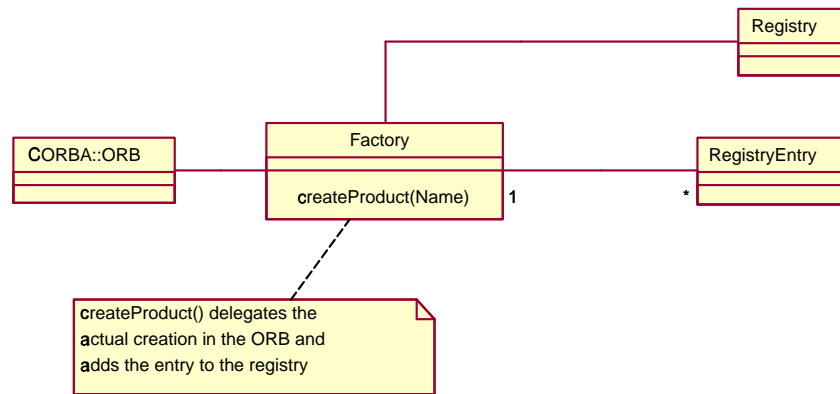 Registry
Factory
CORBA::ORB
RegistryEntry
createProduct(Name)
1
*
createProduct() delegates the
actual creation in the ORB and
adds the entry to the registry